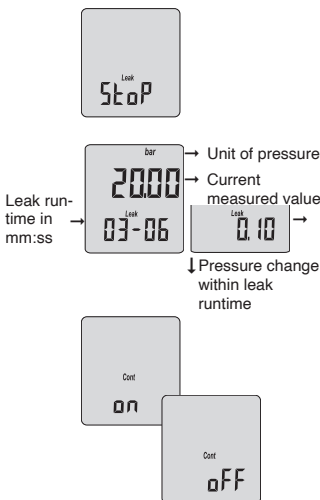 Leak
StoP
bar
→ Unit of pressure
20.00 → Current
measured value
Leak run-
time in
mm:ss →
Leak
03-06
Leak
0.10 →
↓ Pressure change
within leak
runtime
Cont
on
Cont
oFF